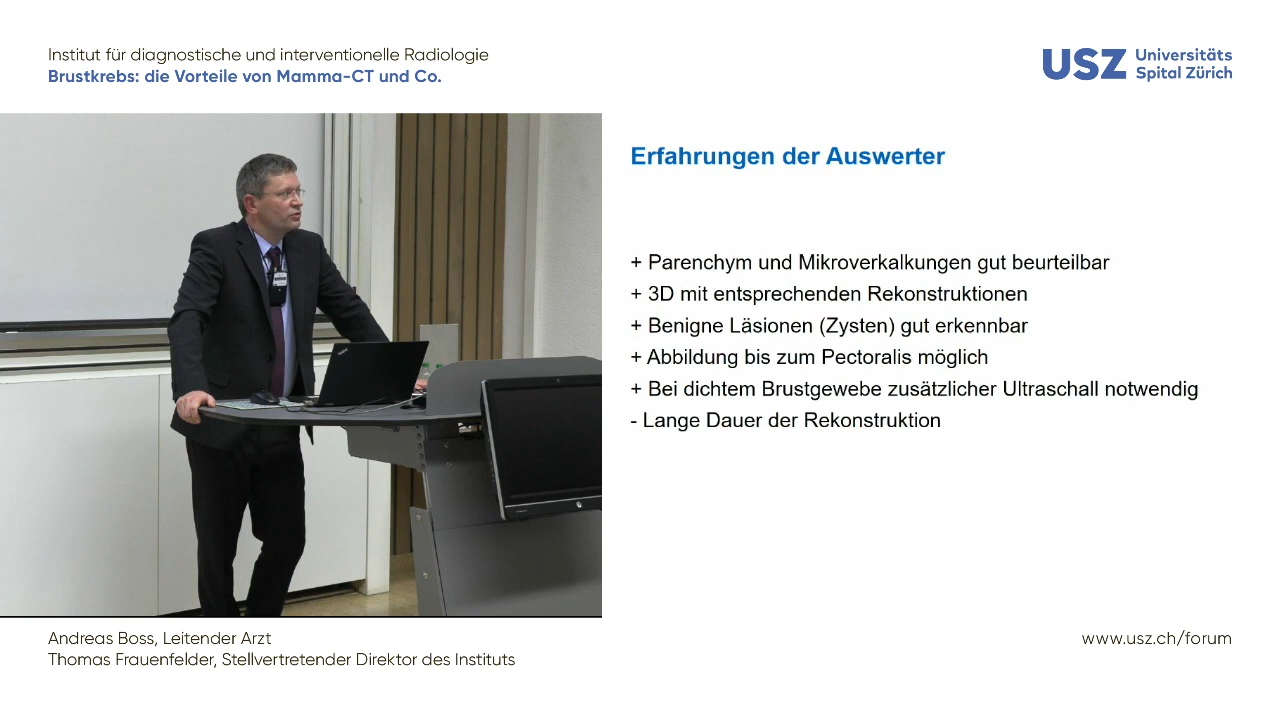 Institut für diagnostische und interventionelle Radiologie
Brustkrebs: die Vorteile von Mamma-CT und Co.
USZ Universitäts
Spital Zürich
Erfahrungen der Auswerter
+ Parenchym und Mikroverkalkungen gut beurteilbar
+ 3D mit entsprechenden Rekonstruktionen
+ Benigne Läsionen (Zysten) gut erkennbar
+ Abbildung bis zum Pectoralis möglich
+ Bei dichtem Brustgewebe zusätzlicher Ultraschall notwendig
- Lange Dauer der Rekonstruktion
Andreas Boss, Leitender Arzt
Thomas Frauenfelder, Stellvertretender Direktor des Instituts
www.usz.ch/forum